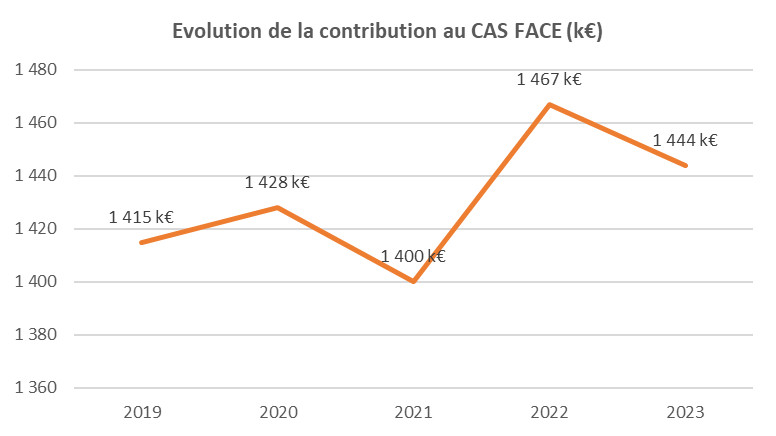 Evolution de la contribution au CAS FACE (k€)
1 480
1 467 k€
1 460
1 444 k€
1 440
1 428 k€
1 415 k€
1 420
1 400 k€
1 400
1 380
1 360
2019 2020 2021 2022 2023